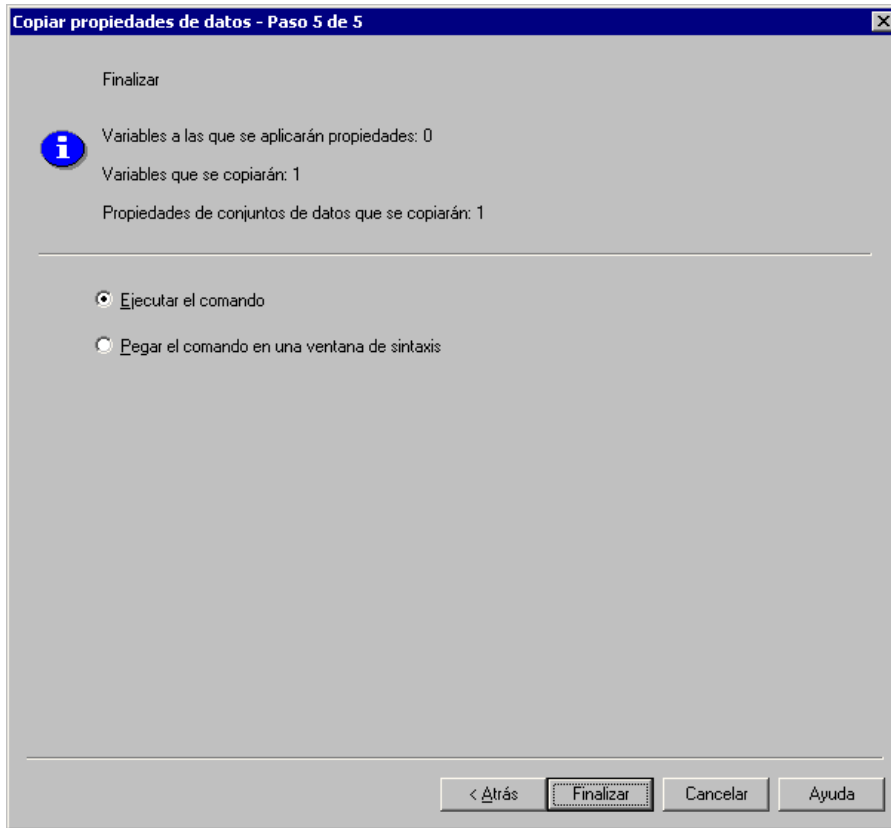 Copiar propiedades de datos - Paso 5 de 5
Finalizar
Variables a las que se aplicarán propiedades: 0
Variables que se copiarán: 1
Propiedades de conjuntos de datos que se copiarán: 1
Ejecutar el comando
Pegar el comando en una ventana de sintaxis
< Atrás Finalizar Cancelar Ayuda